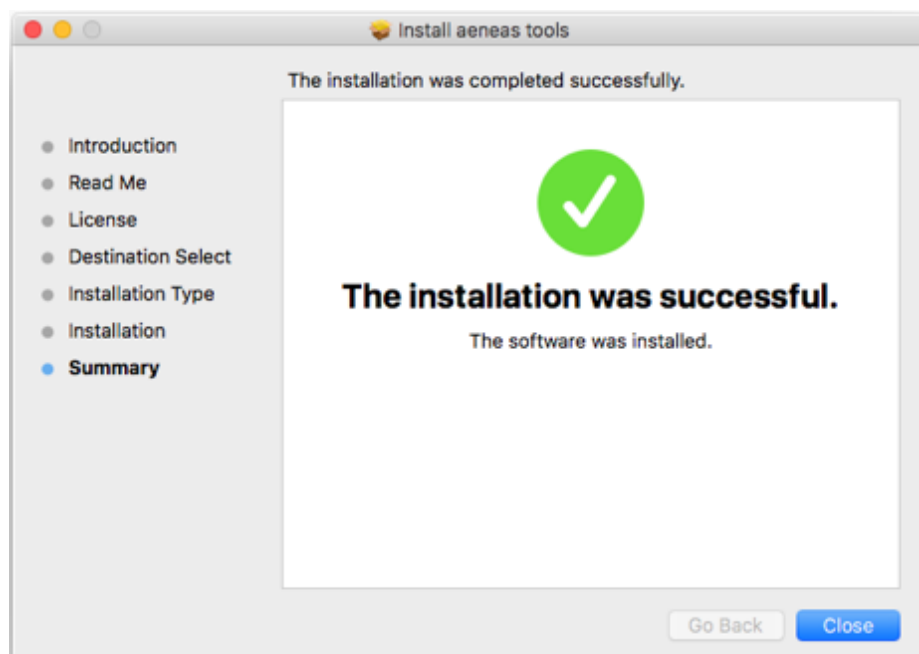 Install aeneas tools
The installation was completed successfully.
Introduction
Read Me
License
Destination Select
Installation Type
Installation
Summary
The installation was successful.
The software was installed.
Go Back
Close